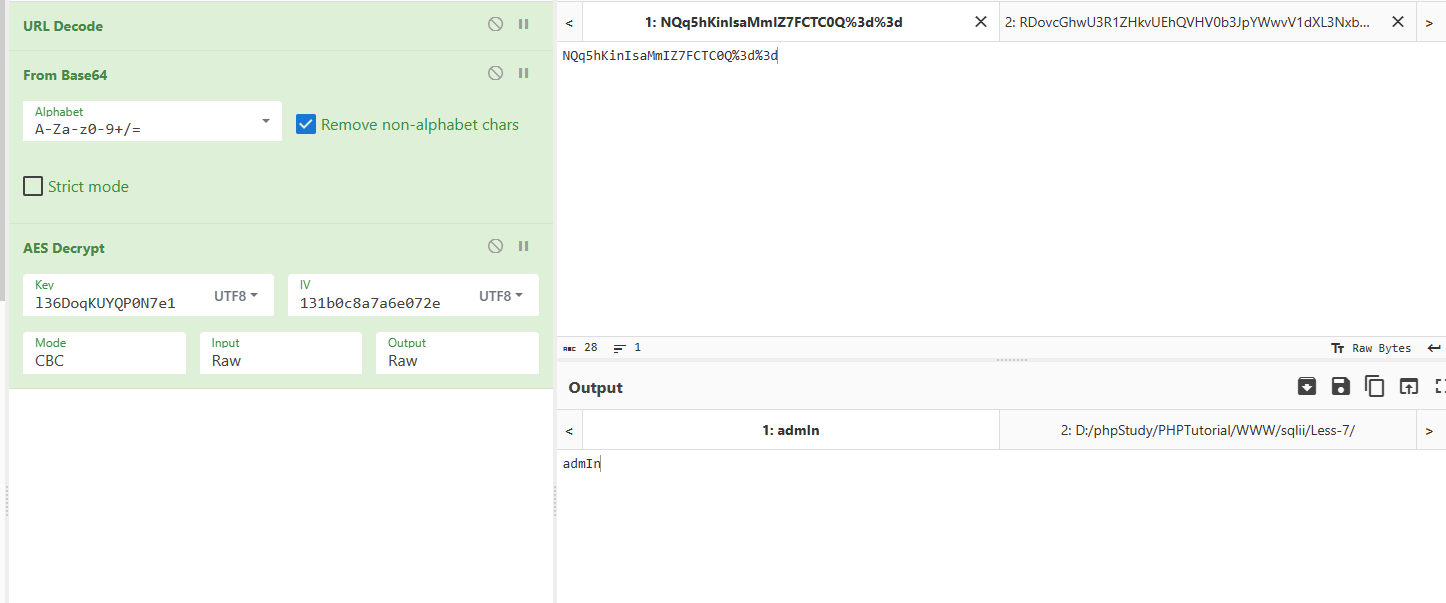 URL Decode
From Base64
Alphabet
A-Za-z0-9+/=
Remove non-alphabet chars
Strict mode
AES Decrypt
Key
l36DoqKUYQP0N7e1
UTF8
IV
131b0c8a7a6e072e
UTF8
Mode
CBC
Input
Raw
Output
Raw
<
1: NQq5hKinIsaMmIZ7FCTC0Q%3d%3d
2: RDovcGhwU3R1ZHkvUEhQVHV0b3JpYWwvV1dXL3Nxb...
>
NQq5hKinIsaMmIZ7FCTC0Q%3d%3d
ABC 28 1
Tт Raw Bytes
Output
<
1: admIn
2: D:/phpStudy/PHPTutorial/WWW/sqlii/Less-7/
>
admIn